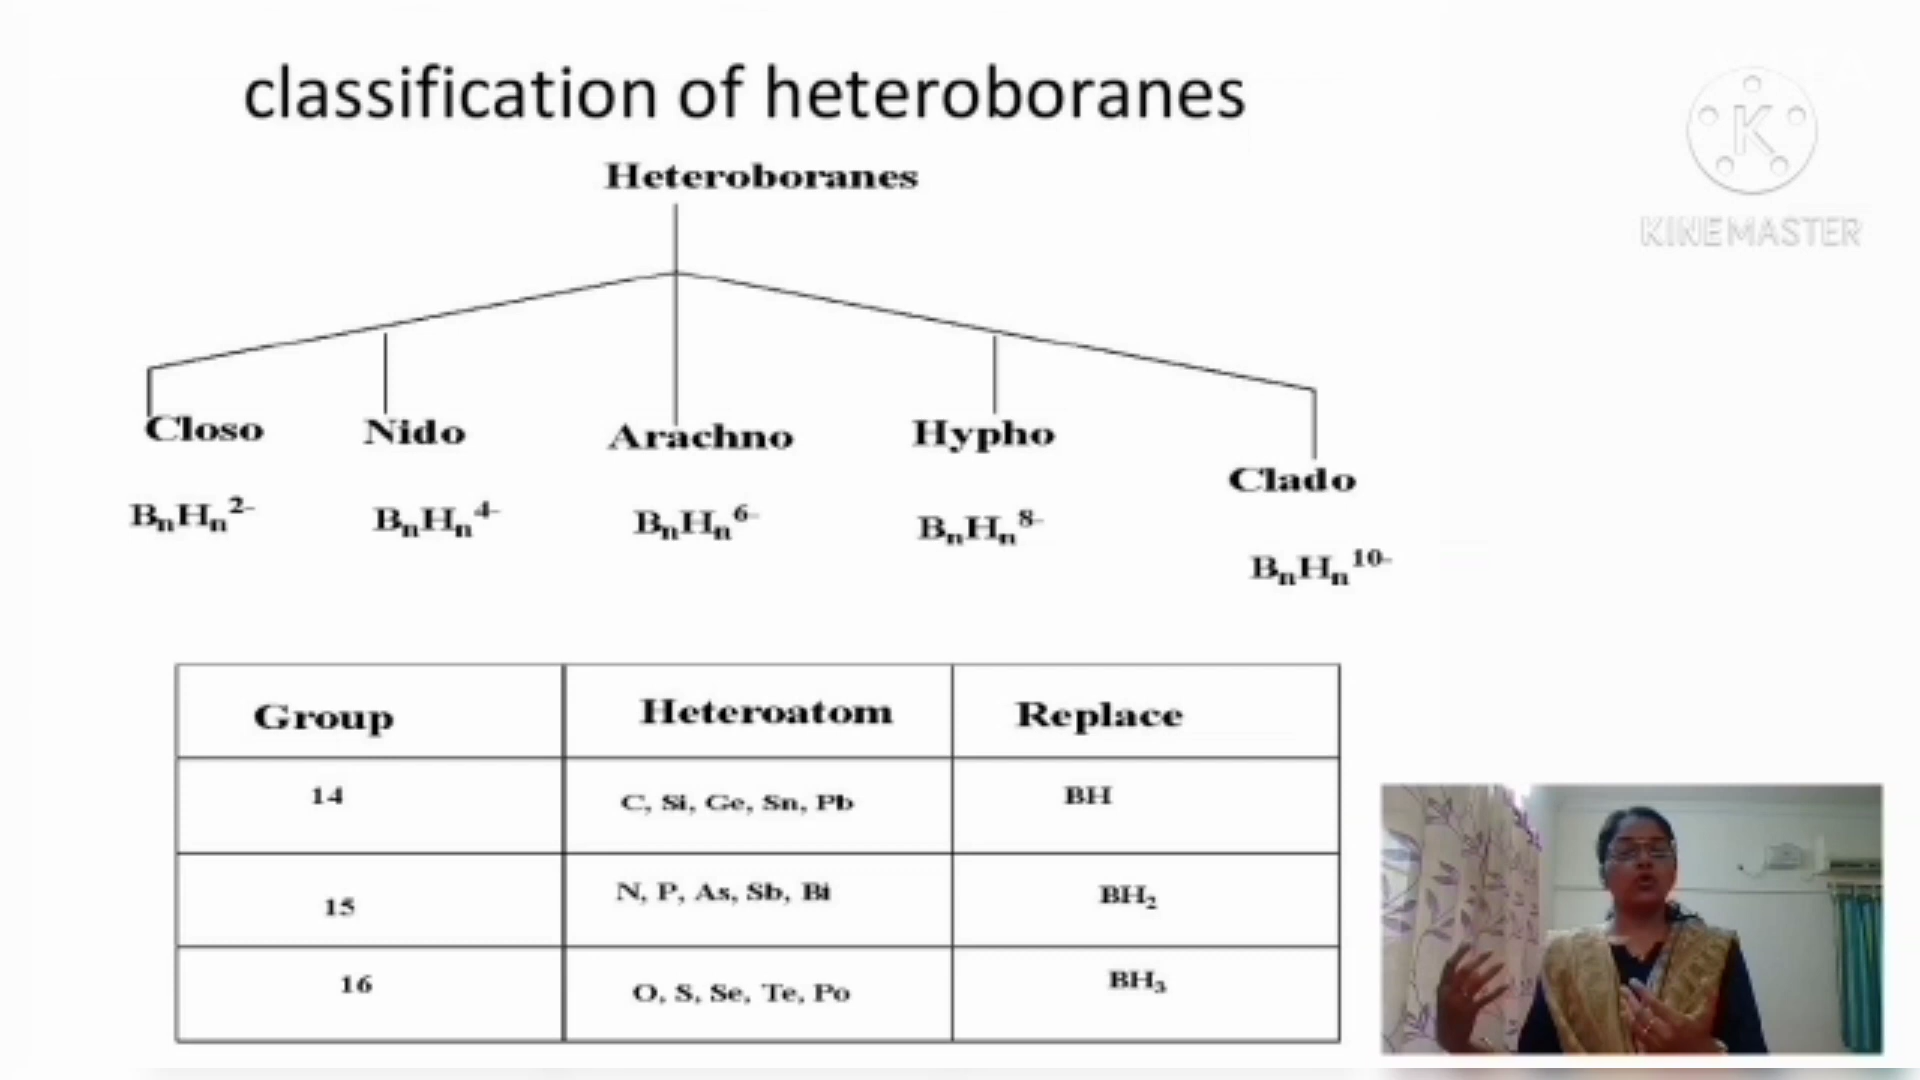 classification of heteroboranes
K
KINEMASTER
Heteroboranes
Closo Nido Arachno Hypho Clado
BₙHₙ²⁻ BₙHₙ⁴⁻ BₙHₙ⁶⁻ BₙHₙ⁸⁻ BₙHₙ¹⁰⁻
Group Heteroatom Replace
14 C, Si, Ge, Sn, Pb BH
15 N, P, As, Sb, Bi BH₂
16 O, S, Se, Te, Po BH₃